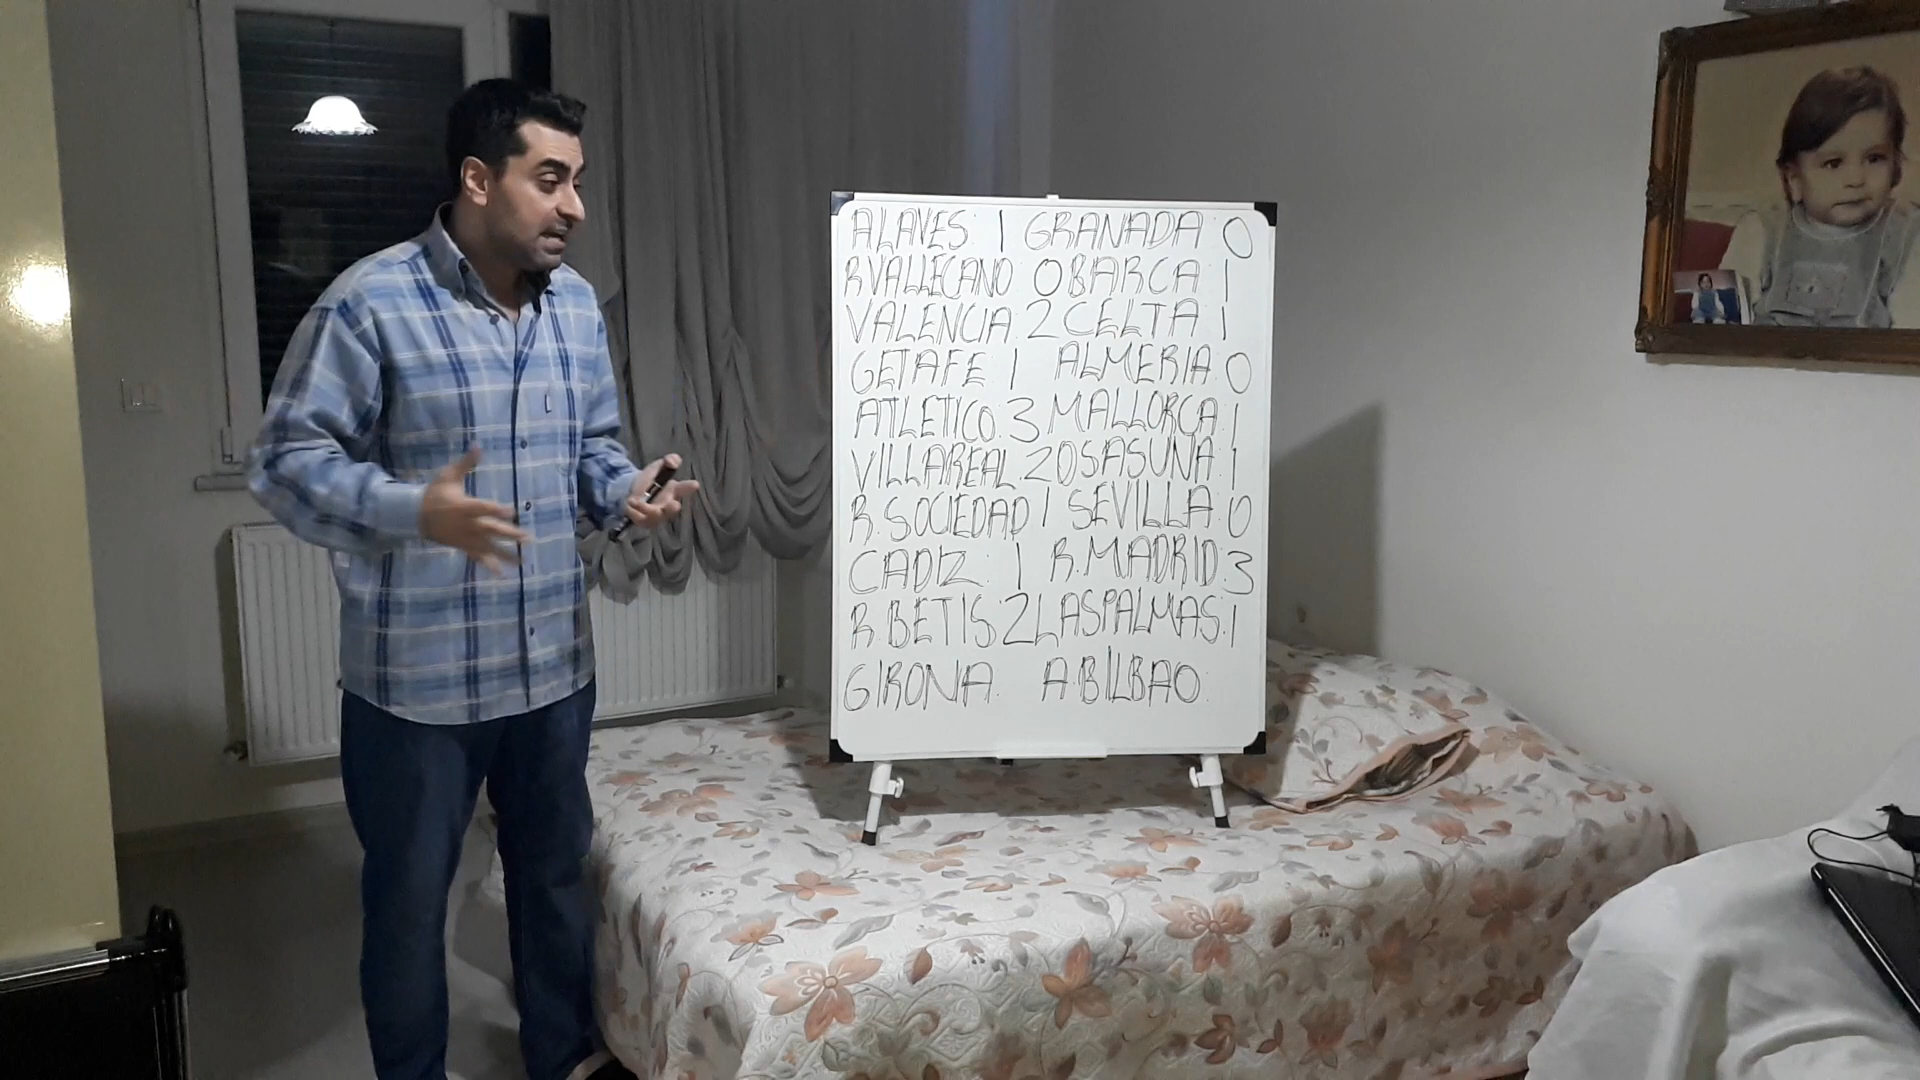 ALAVES: 1 GRANADA: 0
R.VALLECANO: 0 BARCA: 1
VALENCIA: 2 CELTA: 1
GETAFE: 1 ALMERIA: 0
ATLETICO: 3 MALLORCA: 1
VILLAREAL: 2 OSASUNA: 1
R.SOCIEDAD 1 SEVILLA: 0
CADIZ: 1 R.MADRID: 3
R.BETIS 2 LASPALMAS: 1
GIRONA: A.BILBAO: